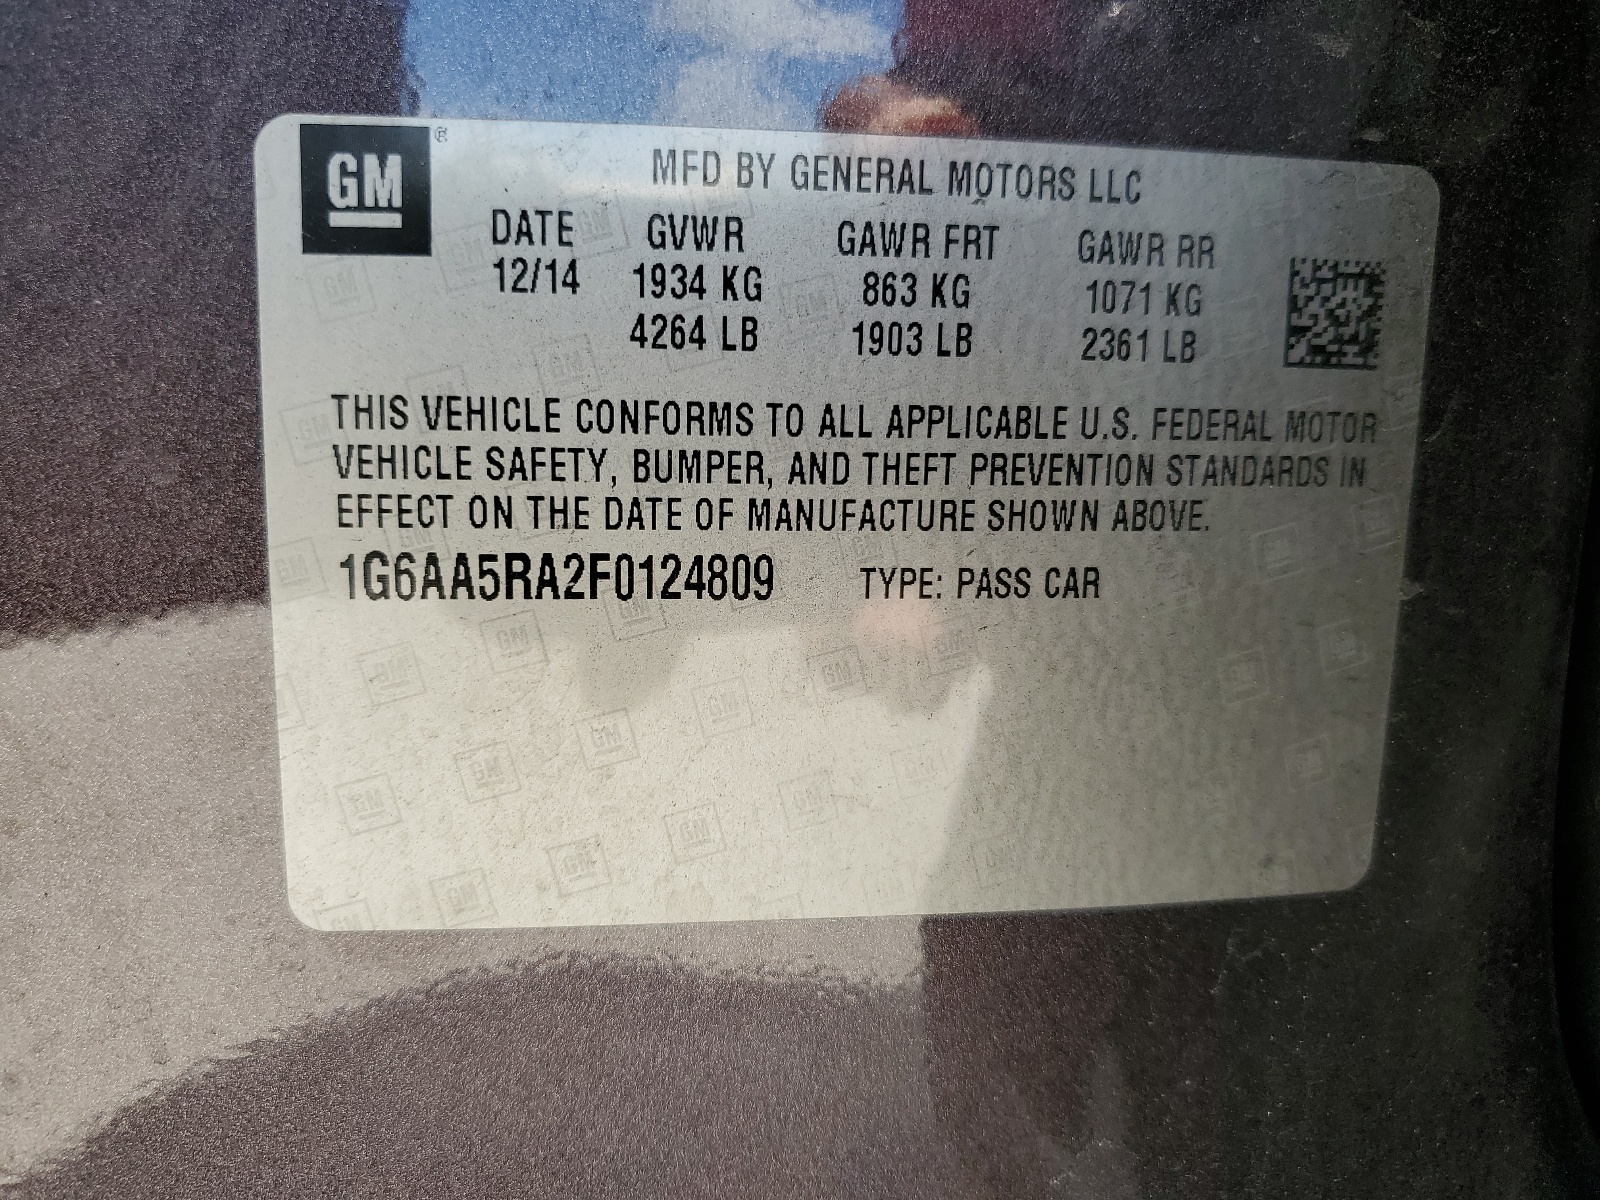 GM ®
MFD BY GENERAL MOTORS LLC
DATE GVWR GAWR FRT GAWR RR
12/14 1934 KG 863 KG 1071 KG
4264 LB 1903 LB 2361 LB
THIS VEHICLE CONFORMS TO ALL APPLICABLE U.S. FEDERAL MOTOR
VEHICLE SAFETY, BUMPER, AND THEFT PREVENTION STANDARDS IN
EFFECT ON THE DATE OF MANUFACTURE SHOWN ABOVE.
1G6AA5RA2F0124809 TYPE: PASS CAR